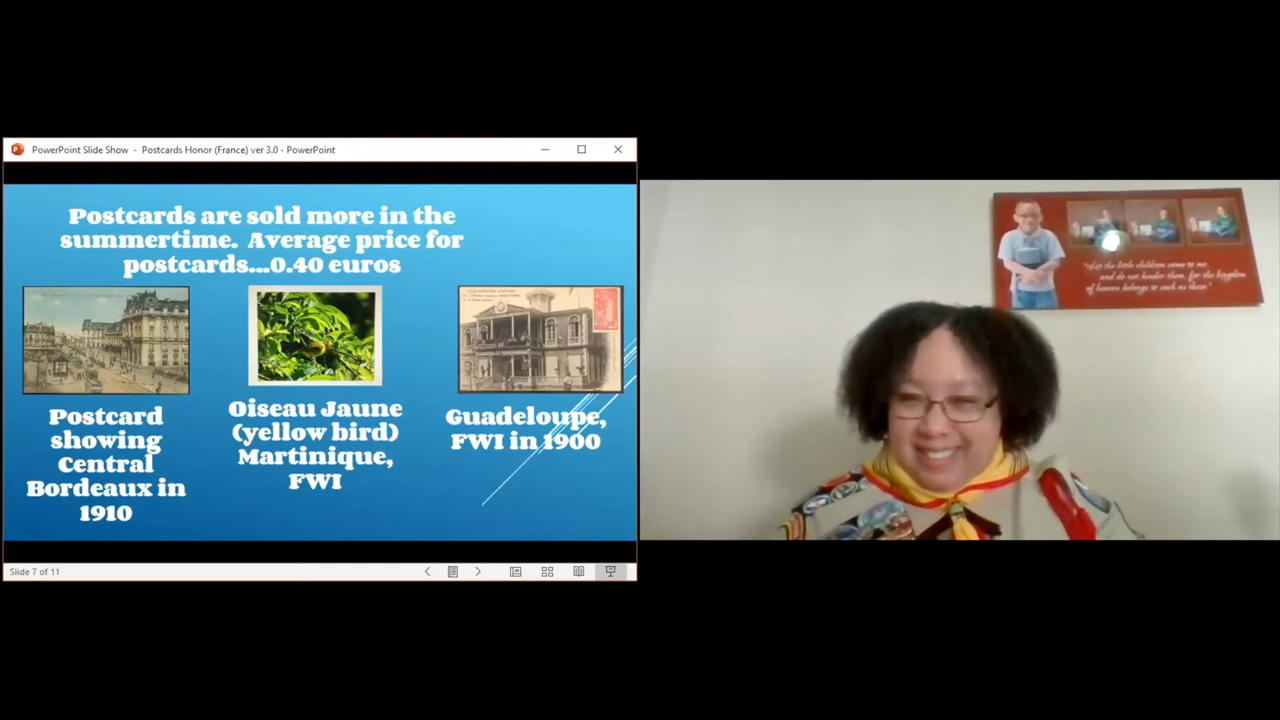 PowerPoint Slide Show - Postcards Honor (France) ver 3.0 - PowerPoint
Postcards are sold more in the
summertime. Average price for
postcards...0.40 euros
Postcard
showing
Central
Bordeaux in
1910
Oiseau Jaune
(yellow bird)
Martinique,
FWI
Guadeloupe,
FWI in 1900
Slide 7 of 11
"Let the little children come to me,
and do not hinder them, for the kingdom
of heaven belongs to such as these."